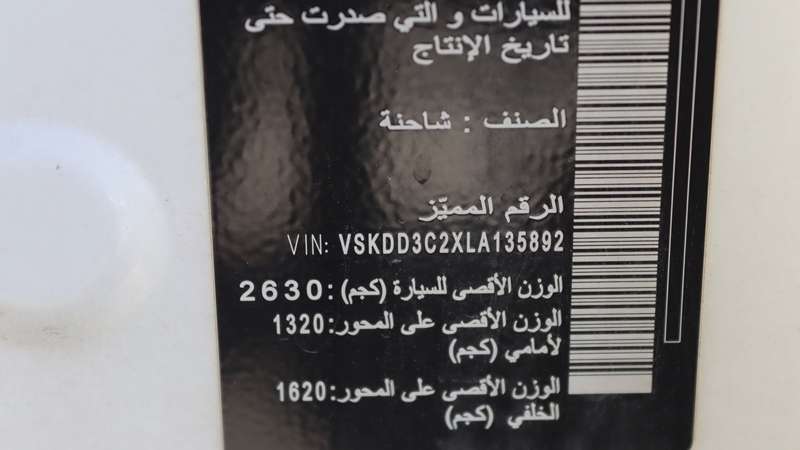 للسيارات و التي صدرت حتى
تاريخ الإنتاج
الصنف : شاحنة
الرقم المميّز
VIN: VSKDD3C2XLA135892
الوزن الأقصى للسيارة (كجم) :2630
الوزن الأقصى على المحور:1320
لأمامي (كجم)
الوزن الأقصى على المحور:1620
الخلفي (كجم)